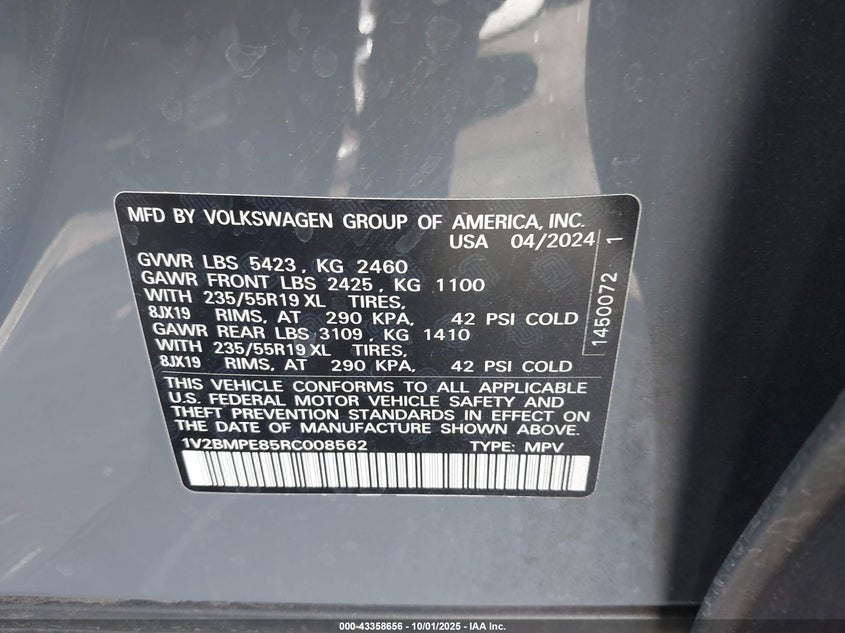 MFD BY VOLKSWAGEN GROUP OF AMERICA, INC.
USA 04/2024
GVWR LBS 5423, KG 2460
GAWR FRONT LBS 2425, KG 1100
WITH 235/55R19 XL TIRES,
8JX19 RIMS, AT 290 KPA, 42 PSI COLD
GAWR REAR LBS 3109, KG 1410
WITH 235/55R19 XL TIRES,
8JX19 RIMS, AT 290 KPA, 42 PSI COLD
1450072 1
THIS VEHICLE CONFORMS TO ALL APPLICABLE
U.S. FEDERAL MOTOR VEHICLE SAFETY AND
THEFT PREVENTION STANDARDS IN EFFECT ON
THE DATE OF MANUFACTURE SHOWN ABOVE.
1V2BMPE85RC008562 TYPE: MPV
000-43358656 - 10/01/2025 - IAA Inc.